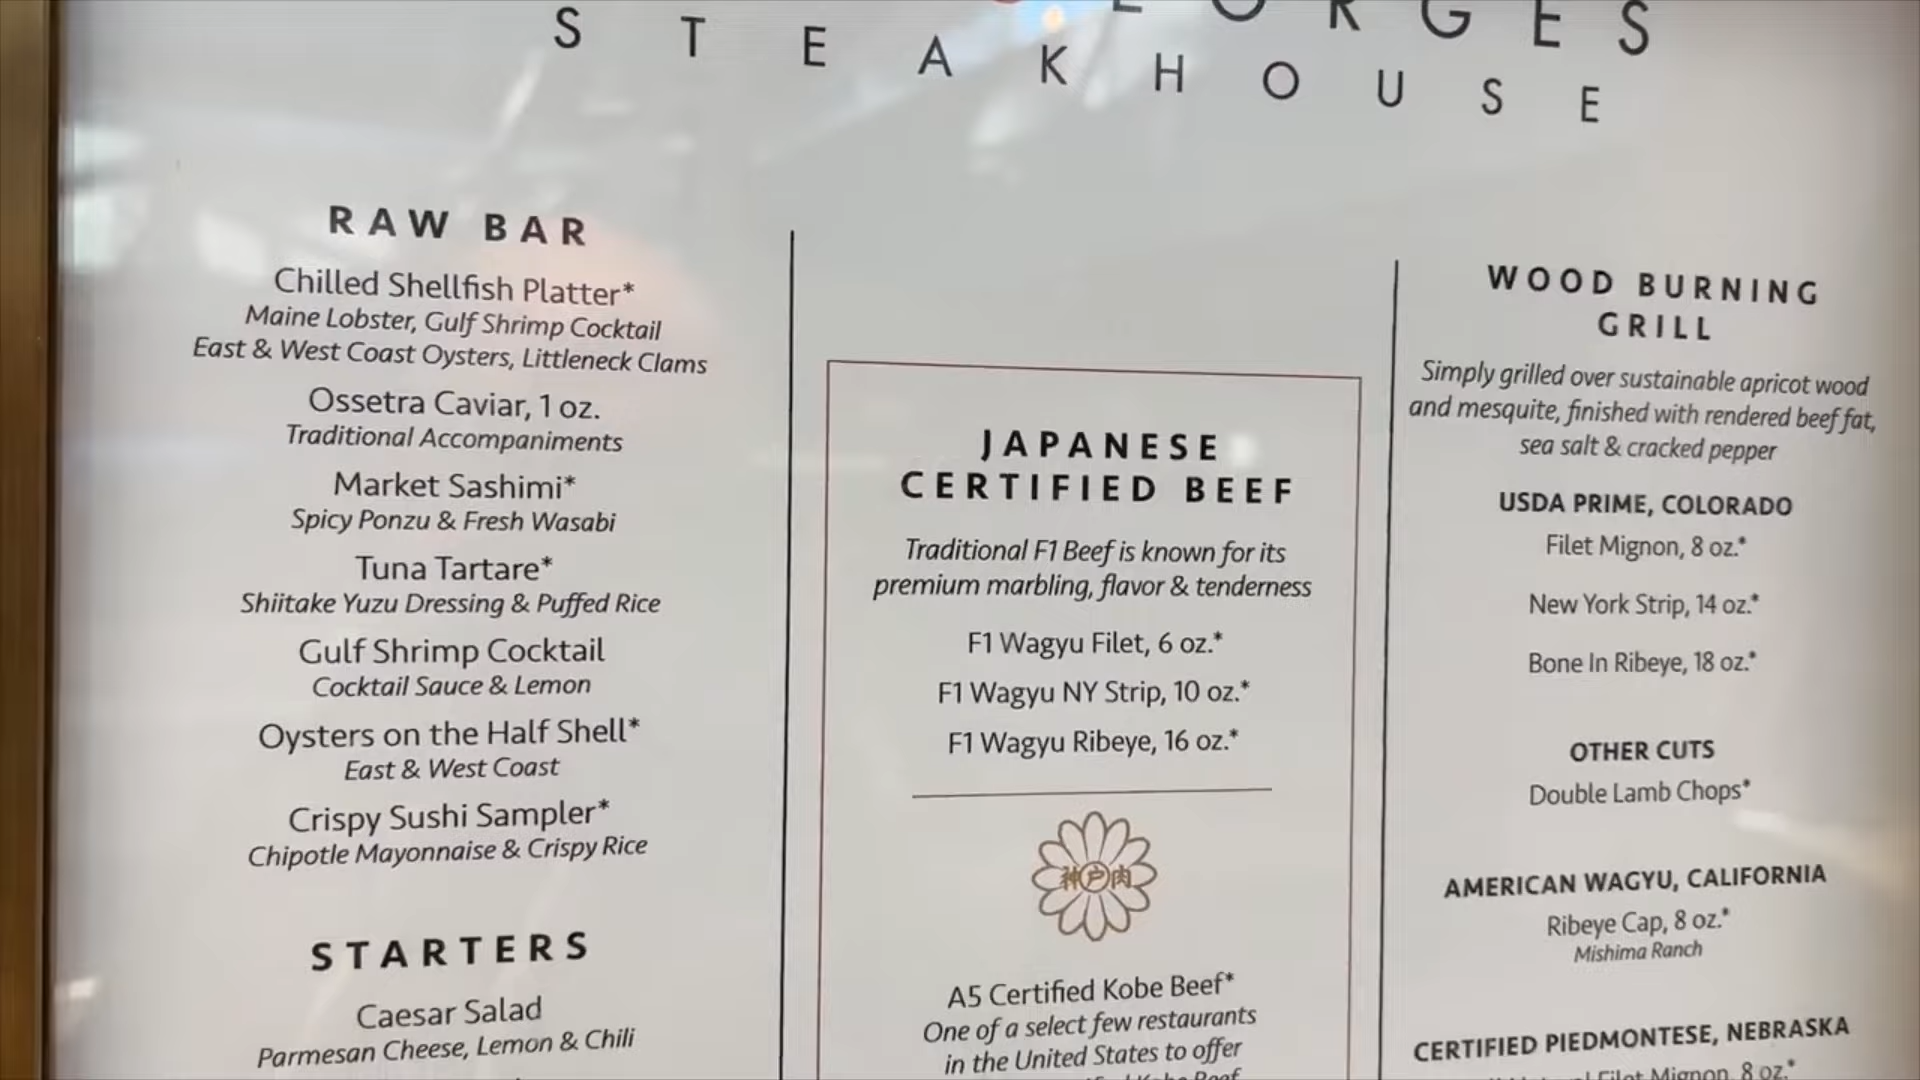 STEAKHOUSE
RAW BAR
Chilled Shellfish Platter*
Maine Lobster, Gulf Shrimp Cocktail
East & West Coast Oysters, Littleneck Clams
Ossetra Caviar, 1 oz.
Traditional Accompaniments
Market Sashimi*
Spicy Ponzu & Fresh Wasabi
Tuna Tartare*
Shiitake Yuzu Dressing & Puffed Rice
Gulf Shrimp Cocktail
Cocktail Sauce & Lemon
Oysters on the Half Shell*
East & West Coast
Crispy Sushi Sampler*
Chipotle Mayonnaise & Crispy Rice
STARTERS
Caesar Salad
Parmesan Cheese, Lemon & Chili
JAPANESE
CERTIFIED BEEF
Traditional F1 Beef is known for its
premium marbling, flavor & tenderness
F1 Wagyu Filet, 6 oz.*
F1 Wagyu NY Strip, 10 oz.*
F1 Wagyu Ribeye, 16 oz.*
神戸肉
A5 Certified Kobe Beef*
One of a select few restaurants
in the United States to offer
Kobe Beef
WOOD BURNING
GRILL
Simply grilled over sustainable apricot wood
and mesquite, finished with rendered beef fat,
sea salt & cracked pepper
USDA PRIME, COLORADO
Filet Mignon, 8 oz.*
New York Strip, 14 oz.*
Bone In Ribeye, 18 oz.*
OTHER CUTS
Double Lamb Chops*
AMERICAN WAGYU, CALIFORNIA
Ribeye Cap, 8 oz.*
Mishima Ranch
CERTIFIED PIEDMONTESE, NEBRASKA
Filet Mignon, 8 oz.*